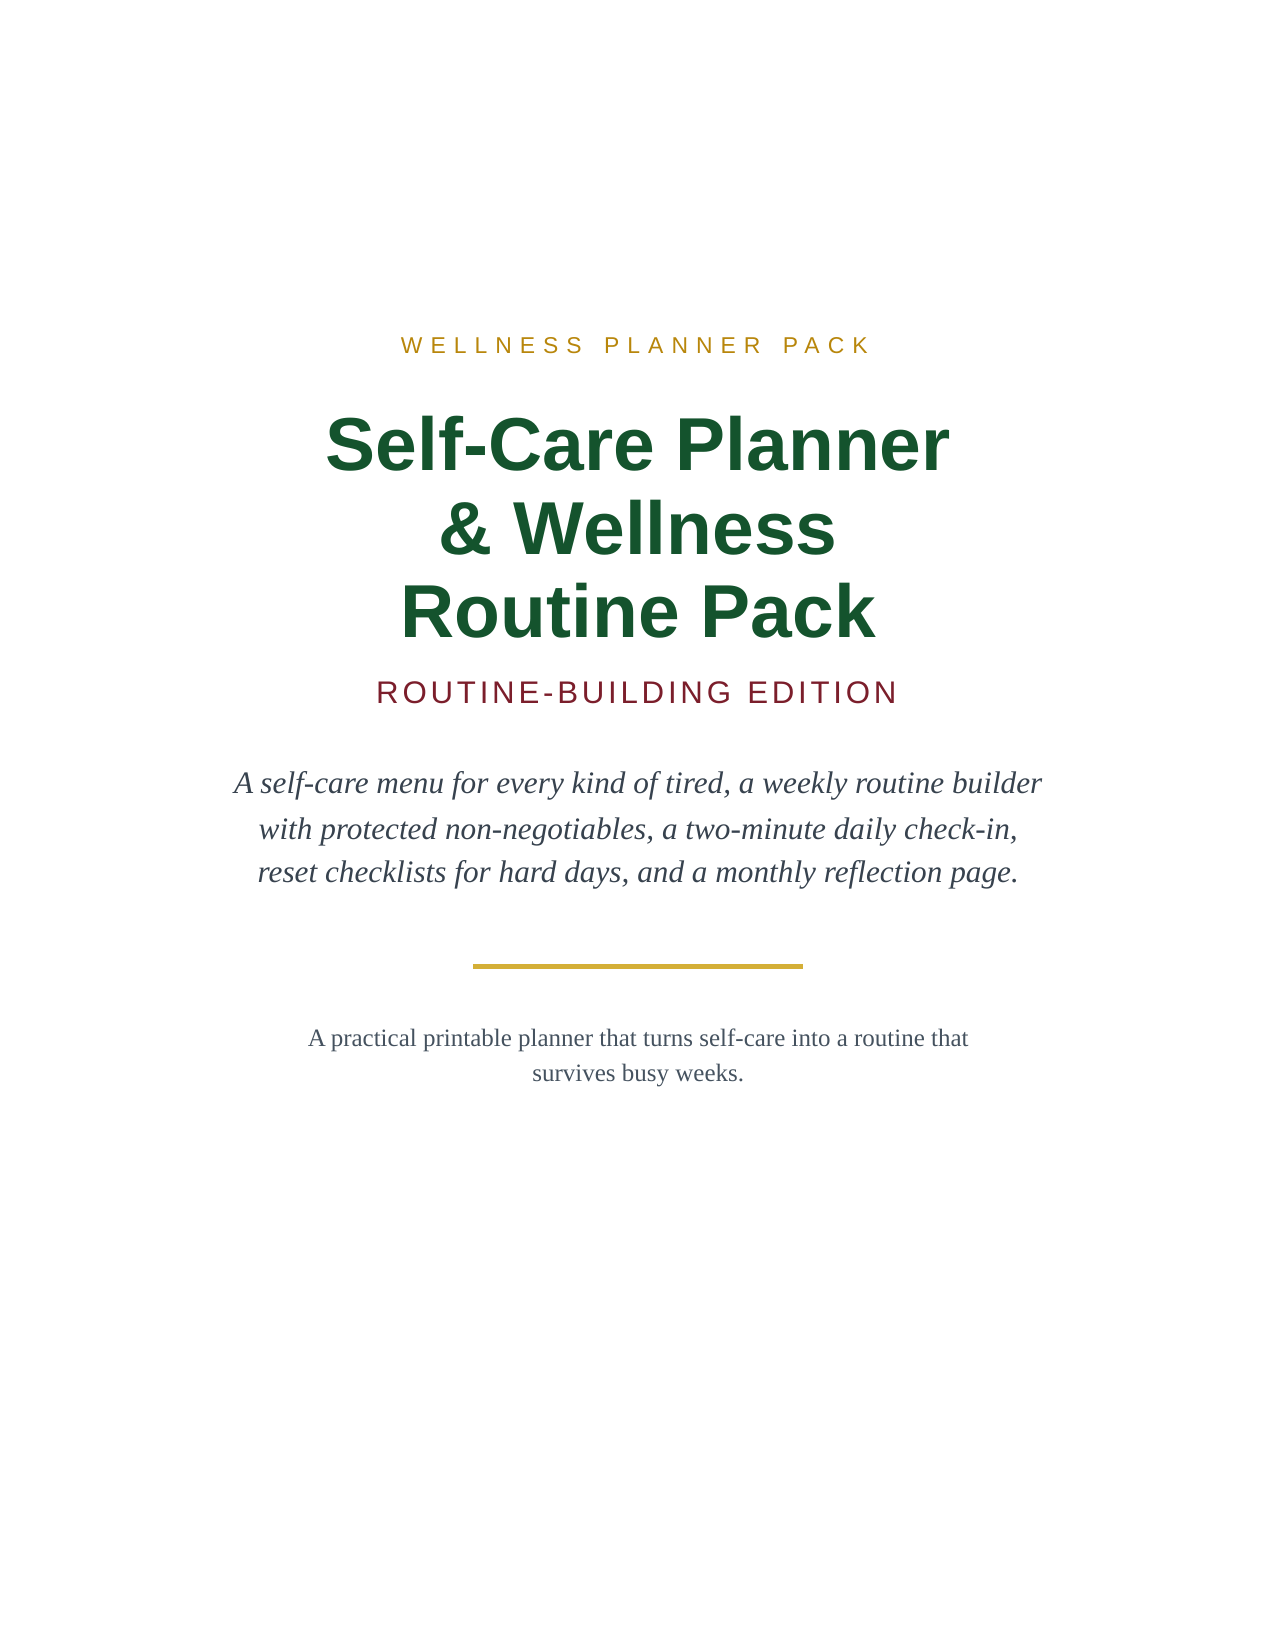 WELLNESS PLANNER PACK
Self-Care Planner
& Wellness
Routine Pack
ROUTINE-BUILDING EDITION
A self-care menu for every kind of tired, a weekly routine builder
with protected non-negotiables, a two-minute daily check-in,
reset checklists for hard days, and a monthly reflection page.
A practical printable planner that turns self-care into a routine that
survives busy weeks.